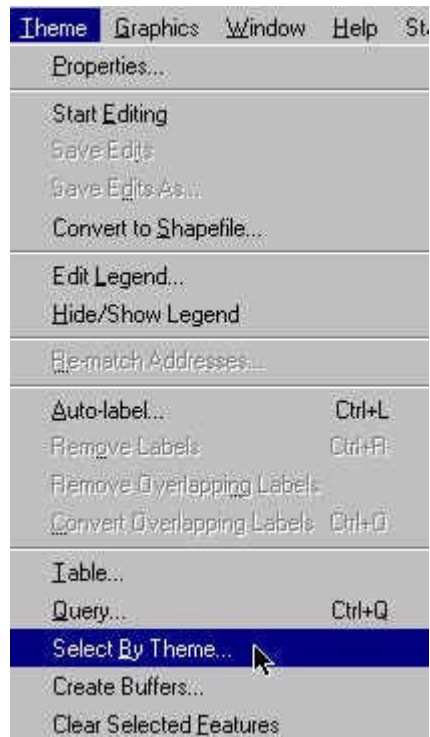 Theme Graphics Window Help St
Properties...
Start Editing
Save Edits
Save Edits As...
Convert to Shapefile...
Edit Legend...
Hide/Show Legend
Re-match Addresses...
Auto-label... Ctrl+L
Remove Labels Ctrl+R
Remove Overlapping Labels
Convert Overlapping Labels Ctrl+O
Table...
Query... Ctrl+Q
Select By Theme...
Create Buffers...
Clear Selected Features